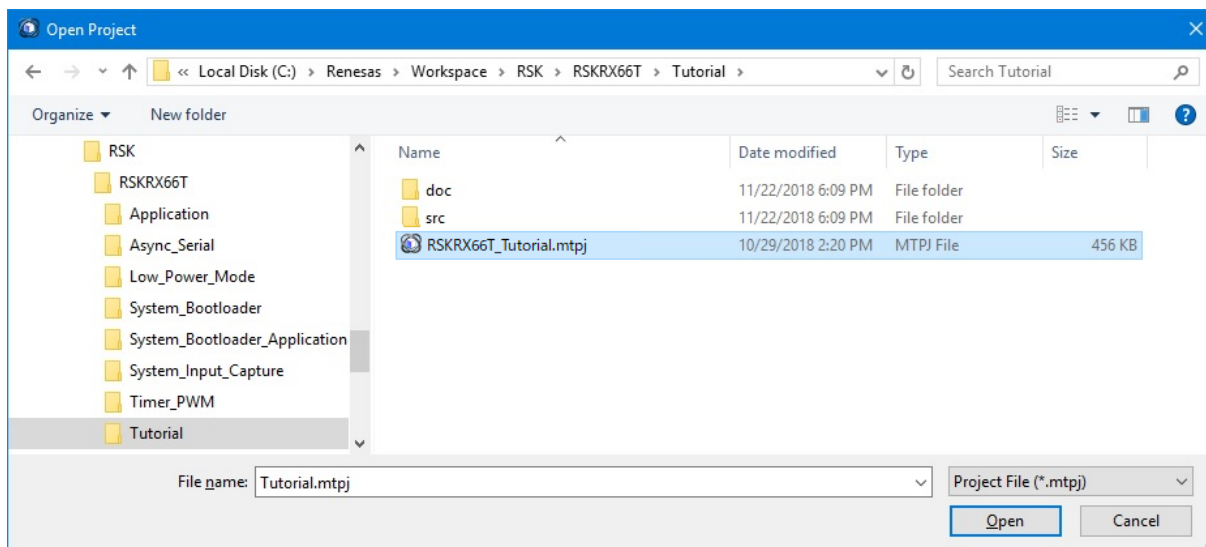 Open Project
« Local Disk (C:) > Renesas > Workspace > RSK > RSKRX66T > Tutorial >
Search Tutorial
Organize New folder
RSK
RSKRX66T
Application
Async_Serial
Low_Power_Mode
System_Bootloader
System_Bootloader_Application
System_Input_Capture
Timer_PWM
Tutorial
Name Date modified Type Size
doc 11/22/2018 6:09 PM File folder
src 11/22/2018 6:09 PM File folder
RSKRX66T_Tutorial.mtpj 10/29/2018 2:20 PM MTPJ File 456 KB
File name: Tutorial.mtpj
Project File (*.mtpj)
Open Cancel